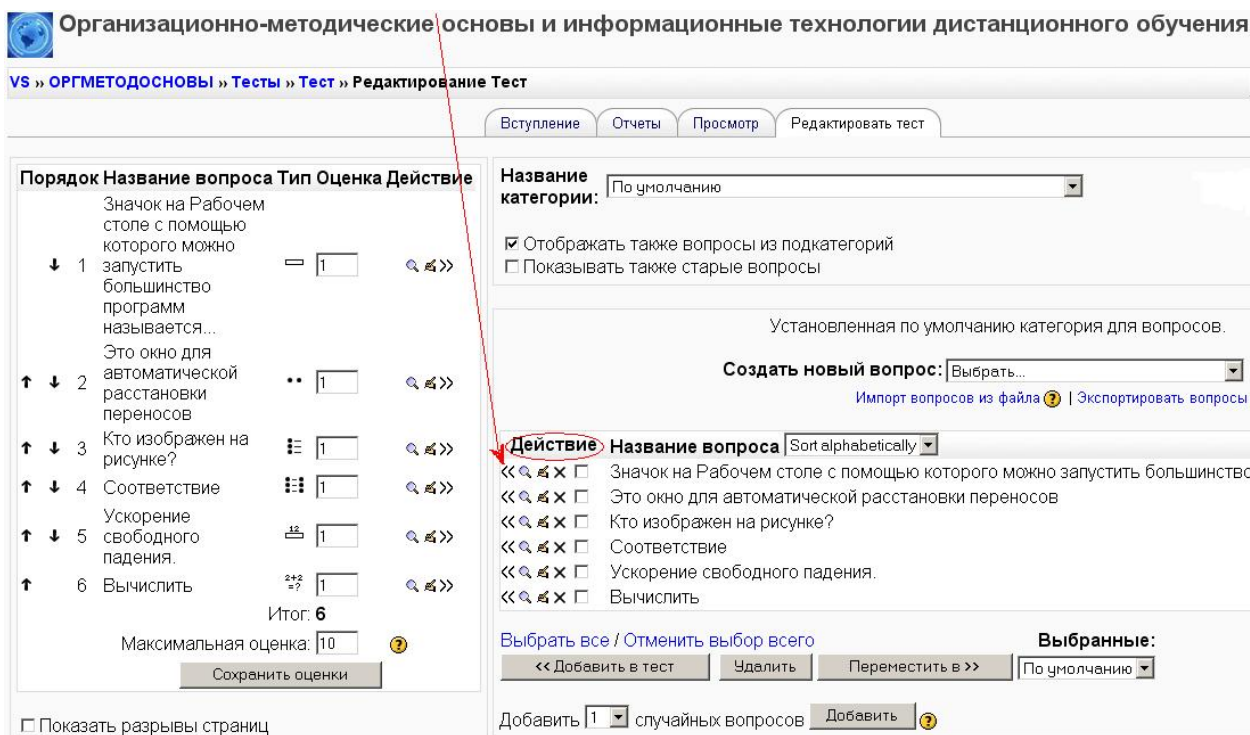 Организационно-методические основы и информационные технологии дистанционного обучения
VS » ОРГМЕТОДОСНОВЫ » Тесты » Тест » Редактирование Тест
Вступление Отчеты Просмотр Редактировать тест
Порядок Название вопроса Тип Оценка Действие
1 Значок на Рабочем
столе с помощью
которого можно
запустить
большинство
программ
называется...
1
2 Это окно для
автоматической
расстановки
переносов
1
3 Кто изображен на
рисунке?
1
4 Соответствие 1
5 Ускорение
свободного
падения.
12 1
6 Вычислить 2+2 =? 1
Итог: 6
Максимальная оценка: 10
Сохранить оценки
Показать разрывы страниц
Название
категории: По умолчанию
Отображать также вопросы из подкатегорий
Показывать также старые вопросы
Установленная по умолчанию категория для вопросов.
Создать новый вопрос: Выбрать...
Импорт вопросов из файла | Экспортировать вопросы
Действие Название вопроса Sort alphabetically
Значок на Рабочем столе с помощью которого можно запустить большинство
Это окно для автоматической расстановки переносов
Кто изображен на рисунке?
Соответствие
Ускорение свободного падения.
Вычислить
Выбрать все / Отменить выбор всего Выбранные:
<< Добавить в тест Удалить Переместить в >> По умолчанию
Добавить 1 случайных вопросов Добавить